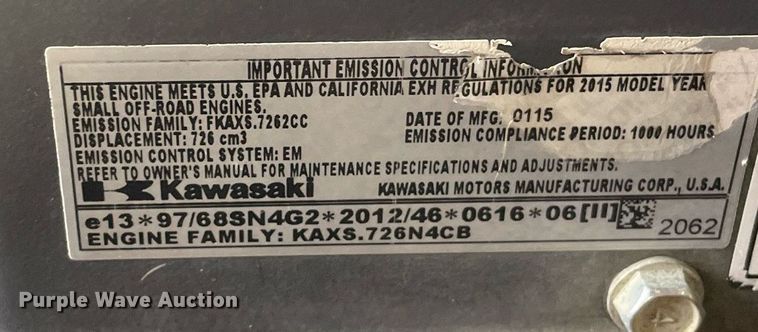 IMPORTANT EMISSION CONTROL INFORMATION
THIS ENGINE MEETS U.S. EPA AND CALIFORNIA EXH REGULATIONS FOR 2015 MODEL YEAR
SMALL OFF-ROAD ENGINES.
EMISSION FAMILY: FKAXS.7262CC DATE OF MFG. 0115
DISPLACEMENT: 726 cm3 EMISSION COMPLIANCE PERIOD: 1000 HOURS
EMISSION CONTROL SYSTEM: EM
REFER TO OWNER'S MANUAL FOR MAINTENANCE SPECIFICATIONS AND ADJUSTMENTS.
Kawasaki KAWASAKI MOTORS MANUFACTURING CORP., U.S.A.
e13*97/68SN4G2*2012/46*0616*06[II] 2062
ENGINE FAMILY: KAXS.726N4CB
Purple Wave Auction